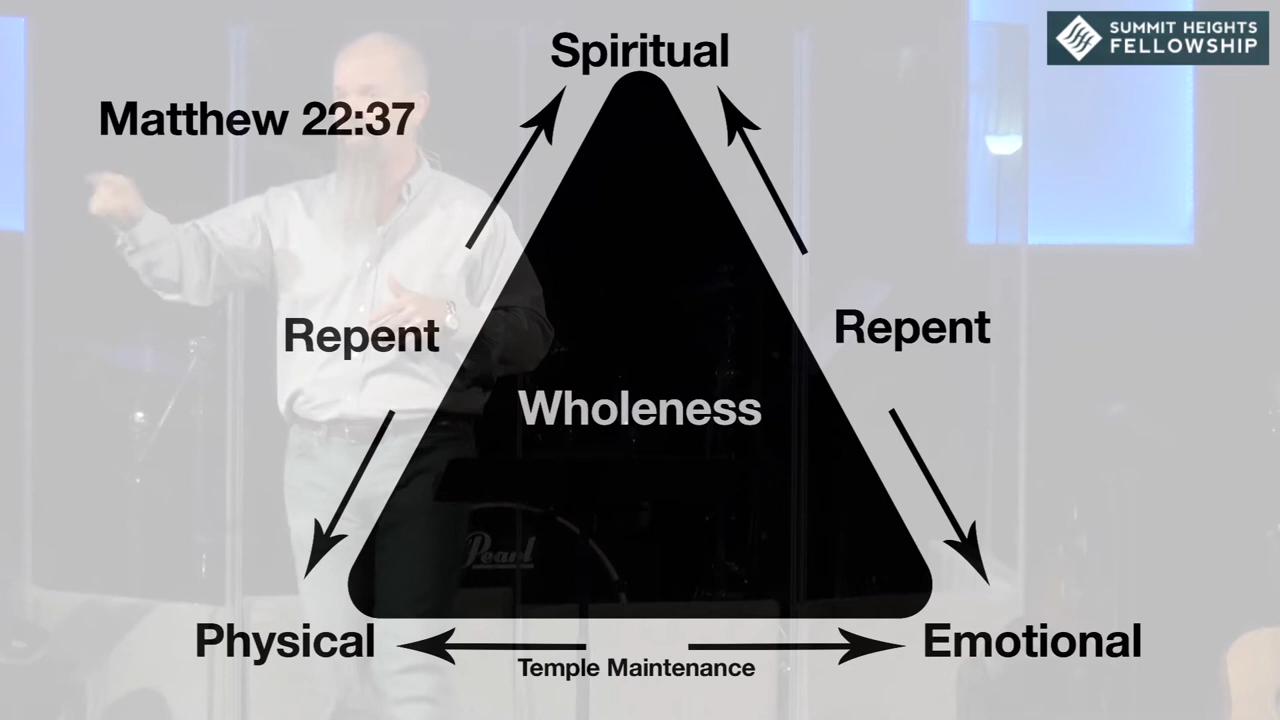 SUMMIT HEIGHTS
FELLOWSHIP
Spiritual
Matthew 22:37
Repent
Repent
Wholeness
Pearl
Physical
Emotional
Temple Maintenance